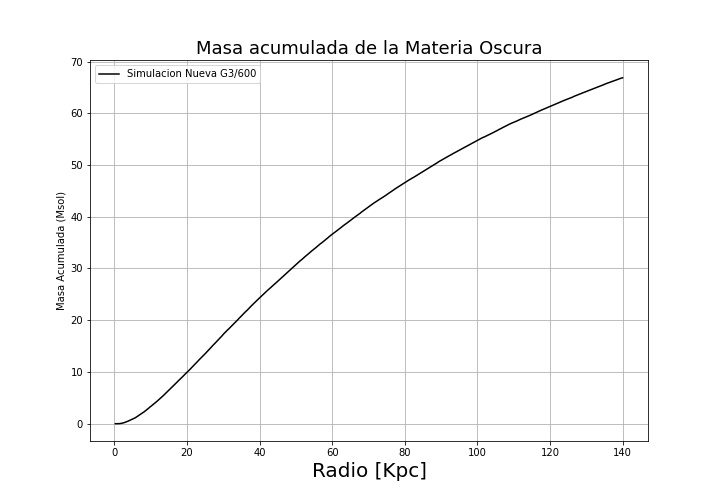 Masa acumulada de la Materia Oscura
Simulacion Nueva G3/600
Masa Acumulada (Msol)
70
60
50
40
30
20
10
0
0 20 40 60 80 100 120 140
Radio [Kpc]